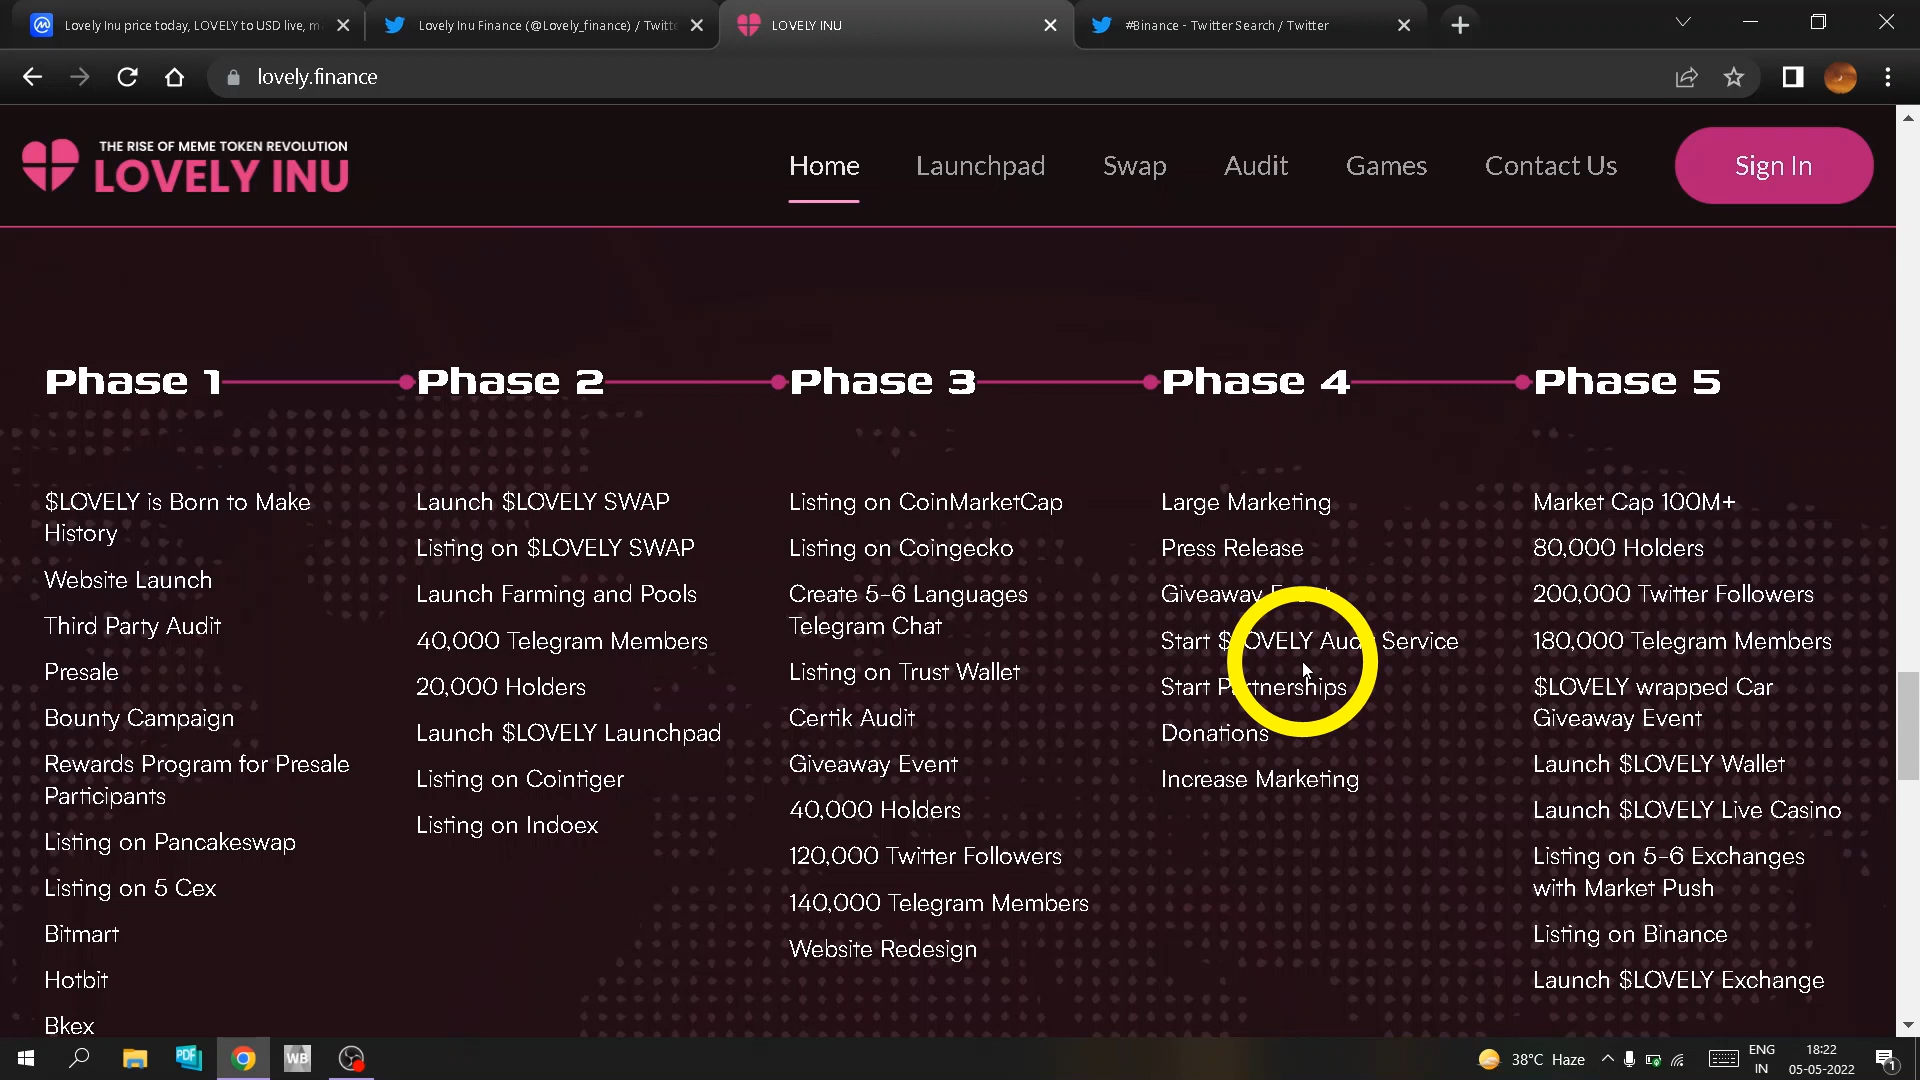 Lovely Inu price today, LOVELY to USD live, m
Lovely Inu Finance (@Lovely_finance) / Twitte
LOVELY INU
#Binance - Twitter Search / Twitter
lovely.finance
THE RISE OF MEME TOKEN REVOLUTION
LOVELY INU
Home
Launchpad
Swap
Audit
Games
Contact Us
Sign In
Phase 1
$LOVELY is Born to Make
History
Website Launch
Third Party Audit
Presale
Bounty Campaign
Rewards Program for Presale
Participants
Listing on Pancakeswap
Listing on 5 Cex
Bitmart
Hotbit
Bkex
Phase 2
Launch $LOVELY SWAP
Listing on $LOVELY SWAP
Launch Farming and Pools
40,000 Telegram Members
20,000 Holders
Launch $LOVELY Launchpad
Listing on Cointiger
Listing on Indoex
Phase 3
Listing on CoinMarketCap
Listing on Coingecko
Create 5-6 Languages
Telegram Chat
Listing on Trust Wallet
Certik Audit
Giveaway Event
40,000 Holders
120,000 Twitter Followers
140,000 Telegram Members
Website Redesign
Phase 4
Large Marketing
Press Release
Giveaway
Start $LOVELY Audit Service
Start Partnerships
Donations
Increase Marketing
Phase 5
Market Cap 100M+
80,000 Holders
200,000 Twitter Followers
180,000 Telegram Members
$LOVELY wrapped Car
Giveaway Event
Launch $LOVELY Wallet
Launch $LOVELY Live Casino
Listing on 5-6 Exchanges
with Market Push
Listing on Binance
Launch $LOVELY Exchange
PDF
WB
38°C Haze
ENG
IN
18:22
05-05-2022
1